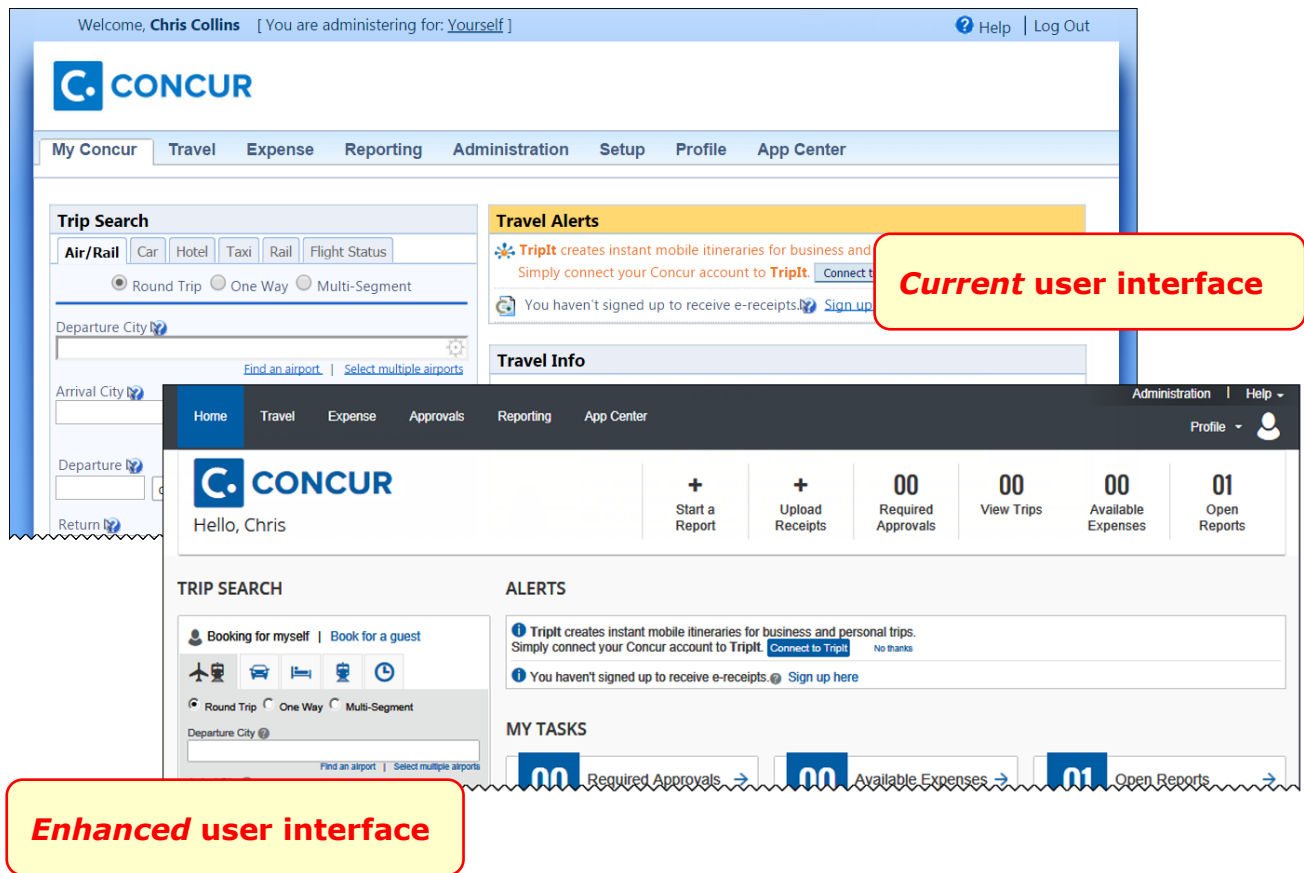 Welcome, Chris Collins [ You are administering for: Yourself ]
Help | Log Out
C. CONCUR
My Concur Travel Expense Reporting Administration Setup Profile App Center
Trip Search
Air/Rail Car Hotel Taxi Rail Flight Status
Round Trip One Way Multi-Segment
Departure City
Find an airport | Select multiple airports
Arrival City
Departure
Return
Travel Alerts
TripIt creates instant mobile itineraries for business and
Simply connect your Concur account to TripIt. Connect t
You haven't signed up to receive e-receipts. Sign up
Travel Info
Current user interface
Administration | Help
Home Travel Expense Approvals Reporting App Center
Profile
C. CONCUR
Hello, Chris
+ Start a
Report
+ Upload
Receipts
00
Required
Approvals
00
View Trips
00
Available
Expenses
01
Open
Reports
TRIP SEARCH
Booking for myself | Book for a guest
Round Trip One Way Multi-Segment
Departure City
Find an airport | Select multiple airports
ALERTS
TripIt creates instant mobile itineraries for business and personal trips.
Simply connect your Concur account to TripIt. Connect to TripIt No thanks
You haven't signed up to receive e-receipts. Sign up here
MY TASKS
00 Required Approvals →
00 Available Expenses →
01 Open Reports →
Enhanced user interface